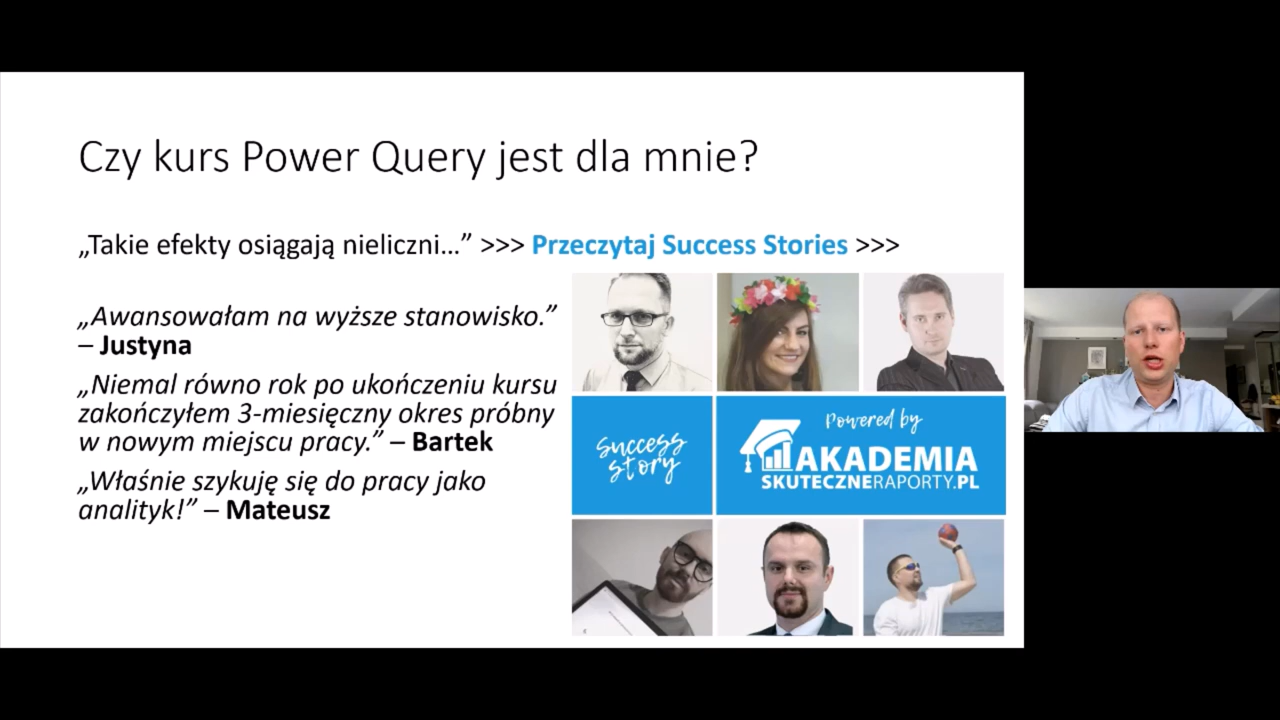 Czy kurs Power Query jest dla mnie?
„Takie efekty osiągają nieliczni...” >>> Przeczytaj Success Stories >>>
„Awansowałam na wyższe stanowisko.”
– Justyna
„Niemal równo rok po ukończeniu kursu
zakończyłem 3-miesięczny okres próbny
w nowym miejscu pracy.” – Bartek
„Właśnie szykuję się do pracy jako
analityk!” – Mateusz
success
story
Powered by
AKADEMIA
SKUTECZNERAPORTY.PL